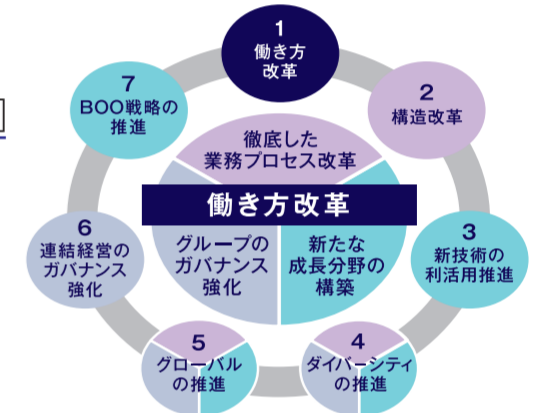 1
働き方
改革
2
構造改革
3
新技術の
利活用推進
4
ダイバーシティ
の推進
5
グローバル
の推進
6
連結経営の
ガバナンス
強化
7
BOO戦略の
推進
徹底した
業務プロセス改革
働き方改革
グループの
ガバナンス
強化
新たな
成長分野の
構築